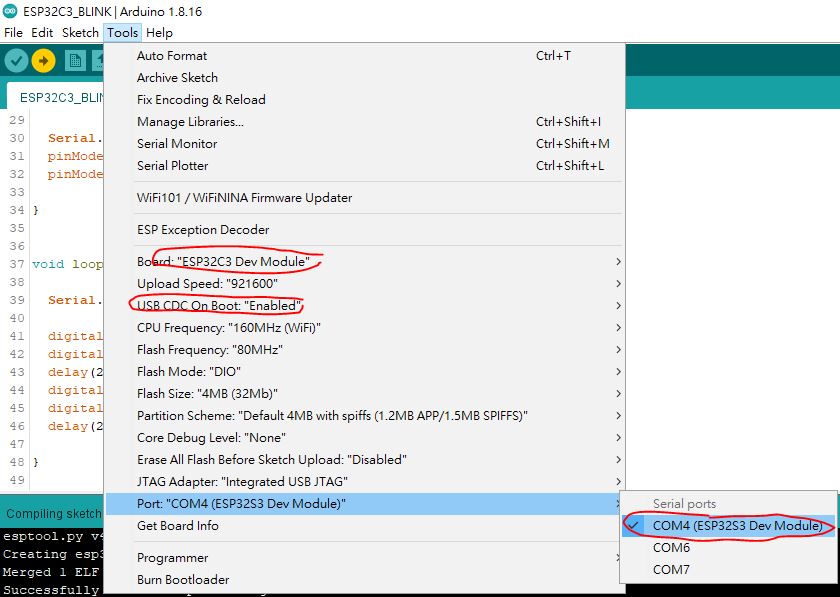 ESP32C3_BLINK | Arduino 1.8.16
File Edit Sketch Tools Help
ESP32C3_BLIN
Auto Format Ctrl+T
Archive Sketch
Fix Encoding & Reload
Manage Libraries... Ctrl+Shift+I
Serial Monitor Ctrl+Shift+M
Serial Plotter Ctrl+Shift+L
WiFi101 / WiFiNINA Firmware Updater
ESP Exception Decoder
Board: "ESP32C3 Dev Module"
Upload Speed: "921600"
USB CDC On Boot: "Enabled"
CPU Frequency: "160MHz (WiFi)"
Flash Frequency: "80MHz"
Flash Mode: "DIO"
Flash Size: "4MB (32Mb)"
Partition Scheme: "Default 4MB with spiffs (1.2MB APP/1.5MB SPIFFS)"
Core Debug Level: "None"
Erase All Flash Before Sketch Upload: "Disabled"
JTAG Adapter: "Integrated USB JTAG"
Port: "COM4 (ESP32S3 Dev Module)"
Get Board Info
Programmer
Burn Bootloader
Serial ports
COM4 (ESP32S3 Dev Module)
COM6
COM7
29
30 Serial.
31 pinMode
32 pinMode
33
34 }
35
36
37 void loop
38
39 Serial.
40
41 digital
42 digital
43 delay(2
44 digital
45 digital
46 delay(2
47
48 }
49
Compiling sketch
esptool.py v4
Creating esp3
Merged 1 ELF
Successfully